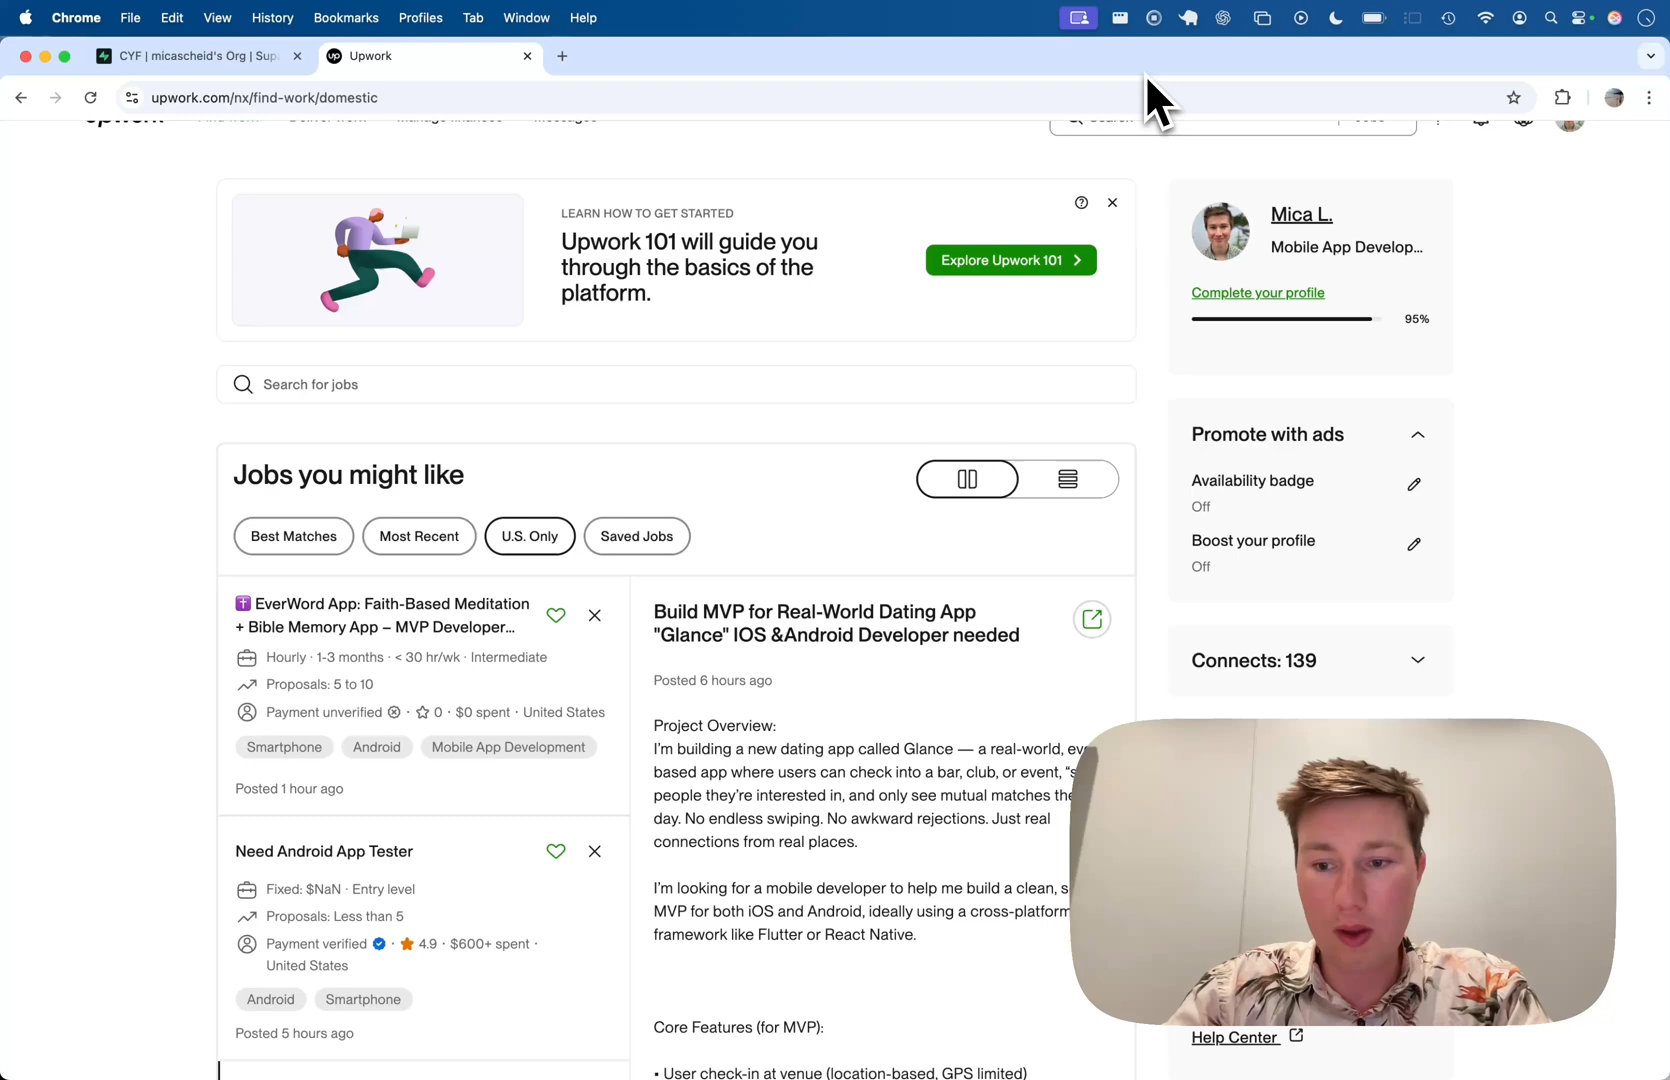 Chrome File Edit View History Bookmarks Profiles Tab Window Help
CYF | micascheid's Org | Sup
up Upwork
upwork.com/nx/find-work/domestic
LEARN HOW TO GET STARTED
Upwork 101 will guide you
through the basics of the
platform.
Explore Upwork 101
Search for jobs
Mica L.
Mobile App Develop...
Complete your profile
95%
Jobs you might like
Best Matches Most Recent U.S. Only Saved Jobs
Promote with ads
Availability badge
Off
Boost your profile
Off
Connects: 139
EverWord App: Faith-Based Meditation
+ Bible Memory App – MVP Developer...
Hourly · 1-3 months · < 30 hr/wk · Intermediate
Proposals: 5 to 10
Payment unverified · 0 · $0 spent · United States
Smartphone Android Mobile App Development
Posted 1 hour ago
Need Android App Tester
Fixed: $NaN · Entry level
Proposals: Less than 5
Payment verified · 4.9 · $600+ spent ·
United States
Android Smartphone
Posted 5 hours ago
Build MVP for Real-World Dating App
"Glance" IOS &Android Developer needed
Posted 6 hours ago
Project Overview:
I'm building a new dating app called Glance — a real-world,
based app where users can check into a bar, club, or event,
people they're interested in, and only see mutual matches
day. No endless swiping. No awkward rejections. Just real
connections from real places.
I'm looking for a mobile developer to help me build a clean,
MVP for both iOS and Android, ideally using a cross-platform
framework like Flutter or React Native.
Core Features (for MVP):
• User check-in at venue (location-based, GPS limited)
Help Center